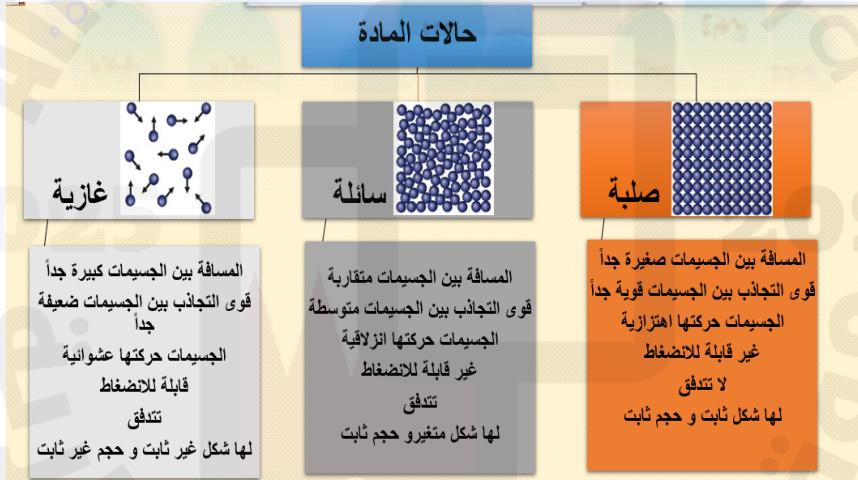 حالات المادة
صلبة
سائلة
غازية
المسافة بين الجسيمات صغيرة جداً
قوى التجاذب بين الجسيمات قوية جداً
الجسيمات حركتها اهتزازية
غير قابلة للانضغاط
لا تتدفق
لها شكل ثابت و حجم ثابت
المسافة بين الجسيمات متقاربة
قوى التجاذب بين الجسيمات متوسطة
الجسيمات حركتها انزلاقية
غير قابلة للانضغاط
تتدفق
لها شكل متغيرو حجم ثابت
المسافة بين الجسيمات كبيرة جداً
قوى التجاذب بين الجسيمات ضعيفة
جداً
الجسيمات حركتها عشوائية
قابلة للانضغاط
تتدفق
لها شكل غير ثابت و حجم غير ثابت